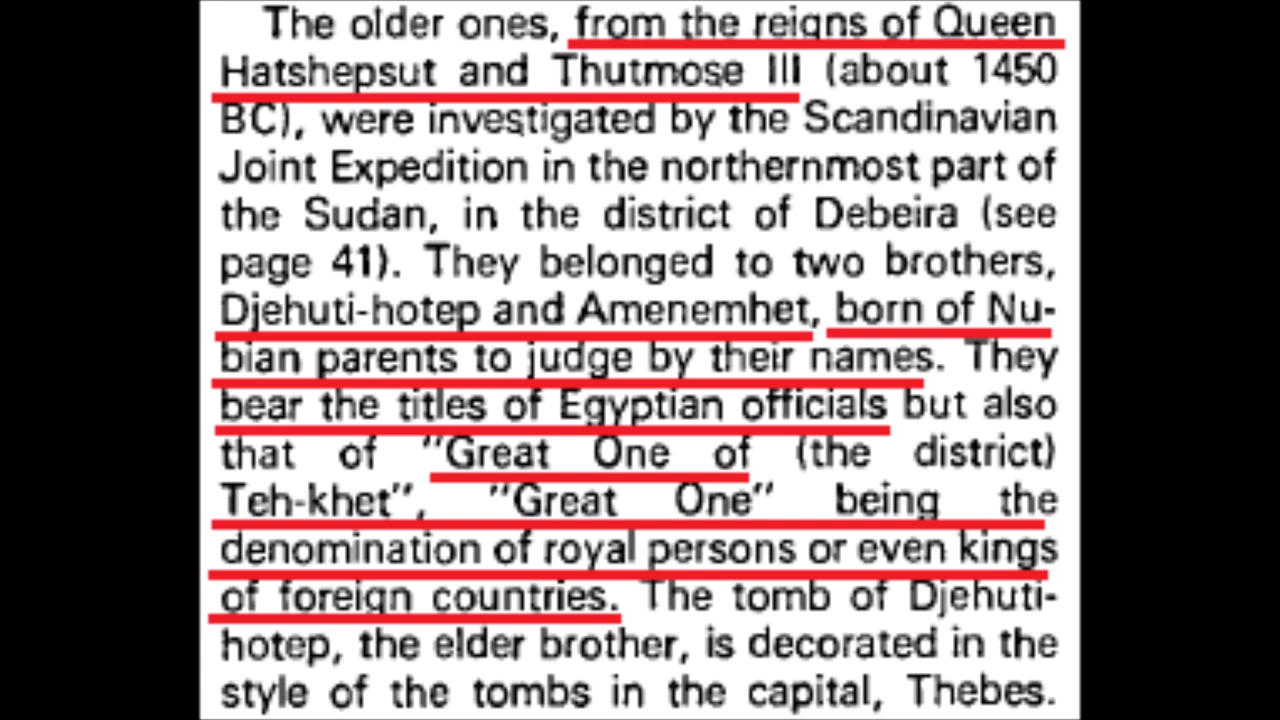 The older ones, from the reigns of Queen
Hatshepsut and Thutmose III (about 1450
BC), were investigated by the Scandinavian
Joint Expedition in the northernmost part of
the Sudan, in the district of Debeira (see
page 41). They belonged to two brothers,
Djehuti-hotep and Amenemhet, born of Nu-
bian parents to judge by their names. They
bear the titles of Egyptian officials but also
that of "Great One of (the district)
Teh-khet", "Great One" being the
denomination of royal persons or even kings
of foreign countries. The tomb of Djehuti-
hotep, the elder brother, is decorated in the
style of the tombs in the capital, Thebes.